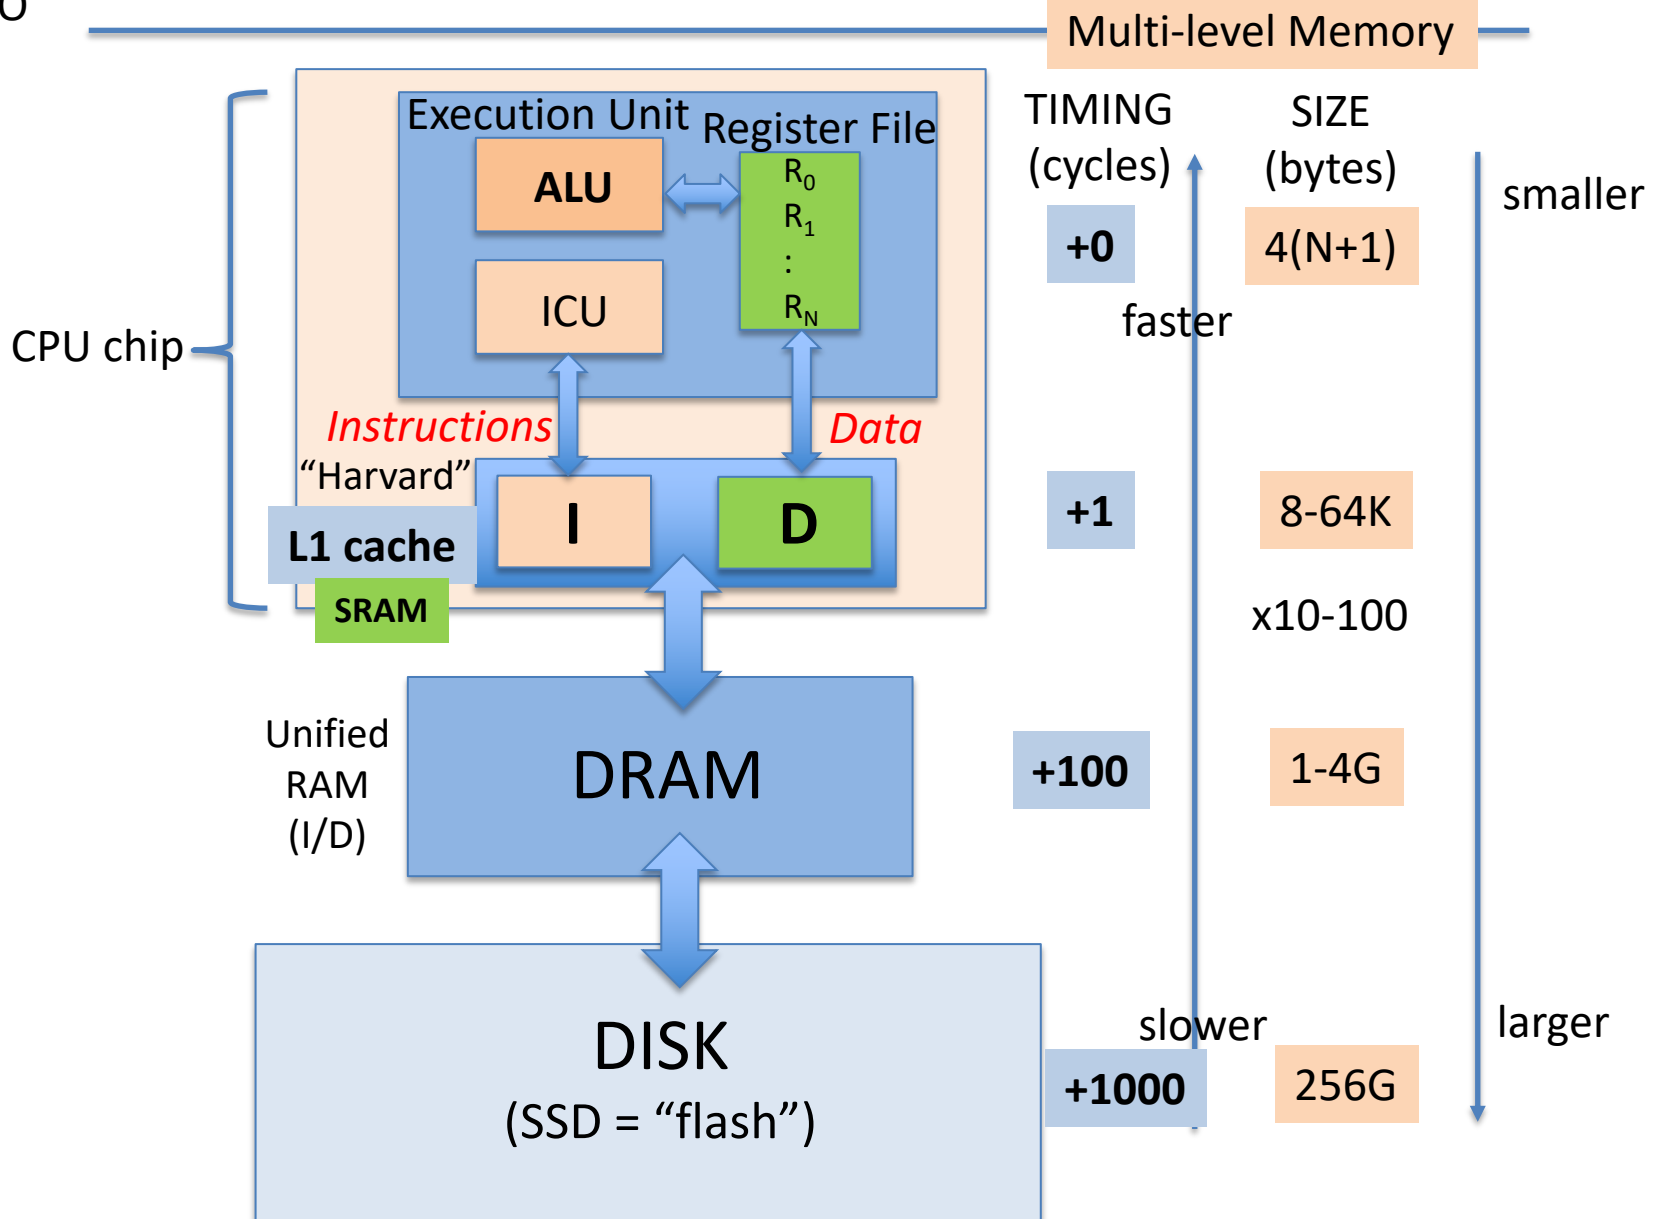 Multi-level Memory
TIMING
(cycles)
SIZE
(bytes)
smaller
Execution Unit
Register File
ALU
R0
R1
:
RN
+0
4(N+1)
ICU
faster
CPU chip
Instructions
Data
“Harvard”
I
D
L1 cache
SRAM
+1
8-64K
x10-100
Unified
RAM
(I/D)
DRAM
+100
1-4G
slower
larger
DISK
(SSD = “flash”)
+1000
256G